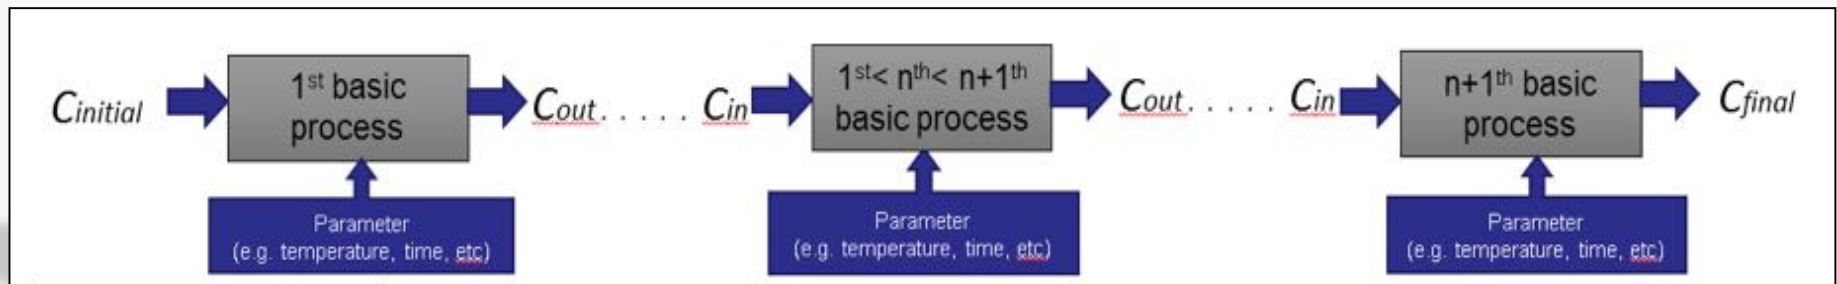 Cinitial
1st basic
process
Cout. . . . . Cin
1st< nth< n+1th
basic process
Cout. . . . . Cin
n+1th basic
process
Cfinal
Parameter
(e.g. temperature, time, etc)
Parameter
(e.g. temperature, time, etc)
Parameter
(e.g. temperature, time, etc)